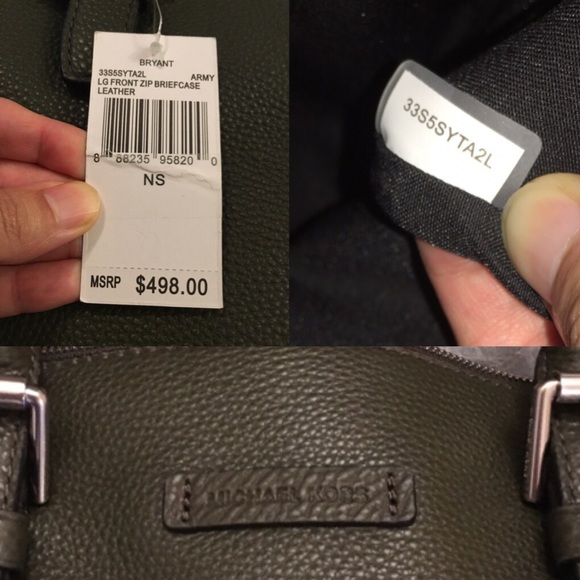 BRYANT
33S5SYTA2L ARMY
LG FRONT ZIP BRIEFCASE
LEATHER
8 88235 95820 0
NS
MSRP $498.00
33S5SYTA2L
MICHAEL KORS